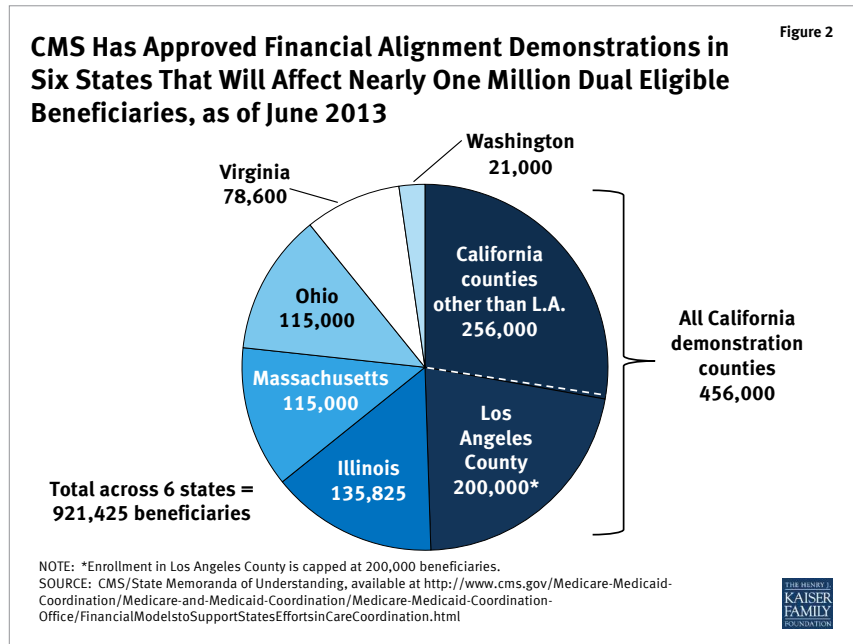 Figure 2
CMS Has Approved Financial Alignment Demonstrations in
Six States That Will Affect Nearly One Million Dual Eligible
Beneficiaries, as of June 2013
Washington
21,000
Virginia
78,600
California
counties
other than L.A.
256,000
Ohio
115,000
All California
demonstration
counties
456,000
Massachusetts
115,000
Los
Angeles
County
200,000*
Illinois
135,825
Total across 6 states =
921,425 beneficiaries
NOTE: *Enrollment in Los Angeles County is capped at 200,000 beneficiaries.
SOURCE: CMS/State Memoranda of Understanding, available at http://www.cms.gov/Medicare-Medicaid-
Coordination/Medicare-and-Medicaid-Coordination/Medicare-Medicaid-Coordination-
Office/FinancialModelstoSupportStatesEffortsinCareCoordination.html
THE HENRY J.
KAISER
FAMILY
FOUNDATION